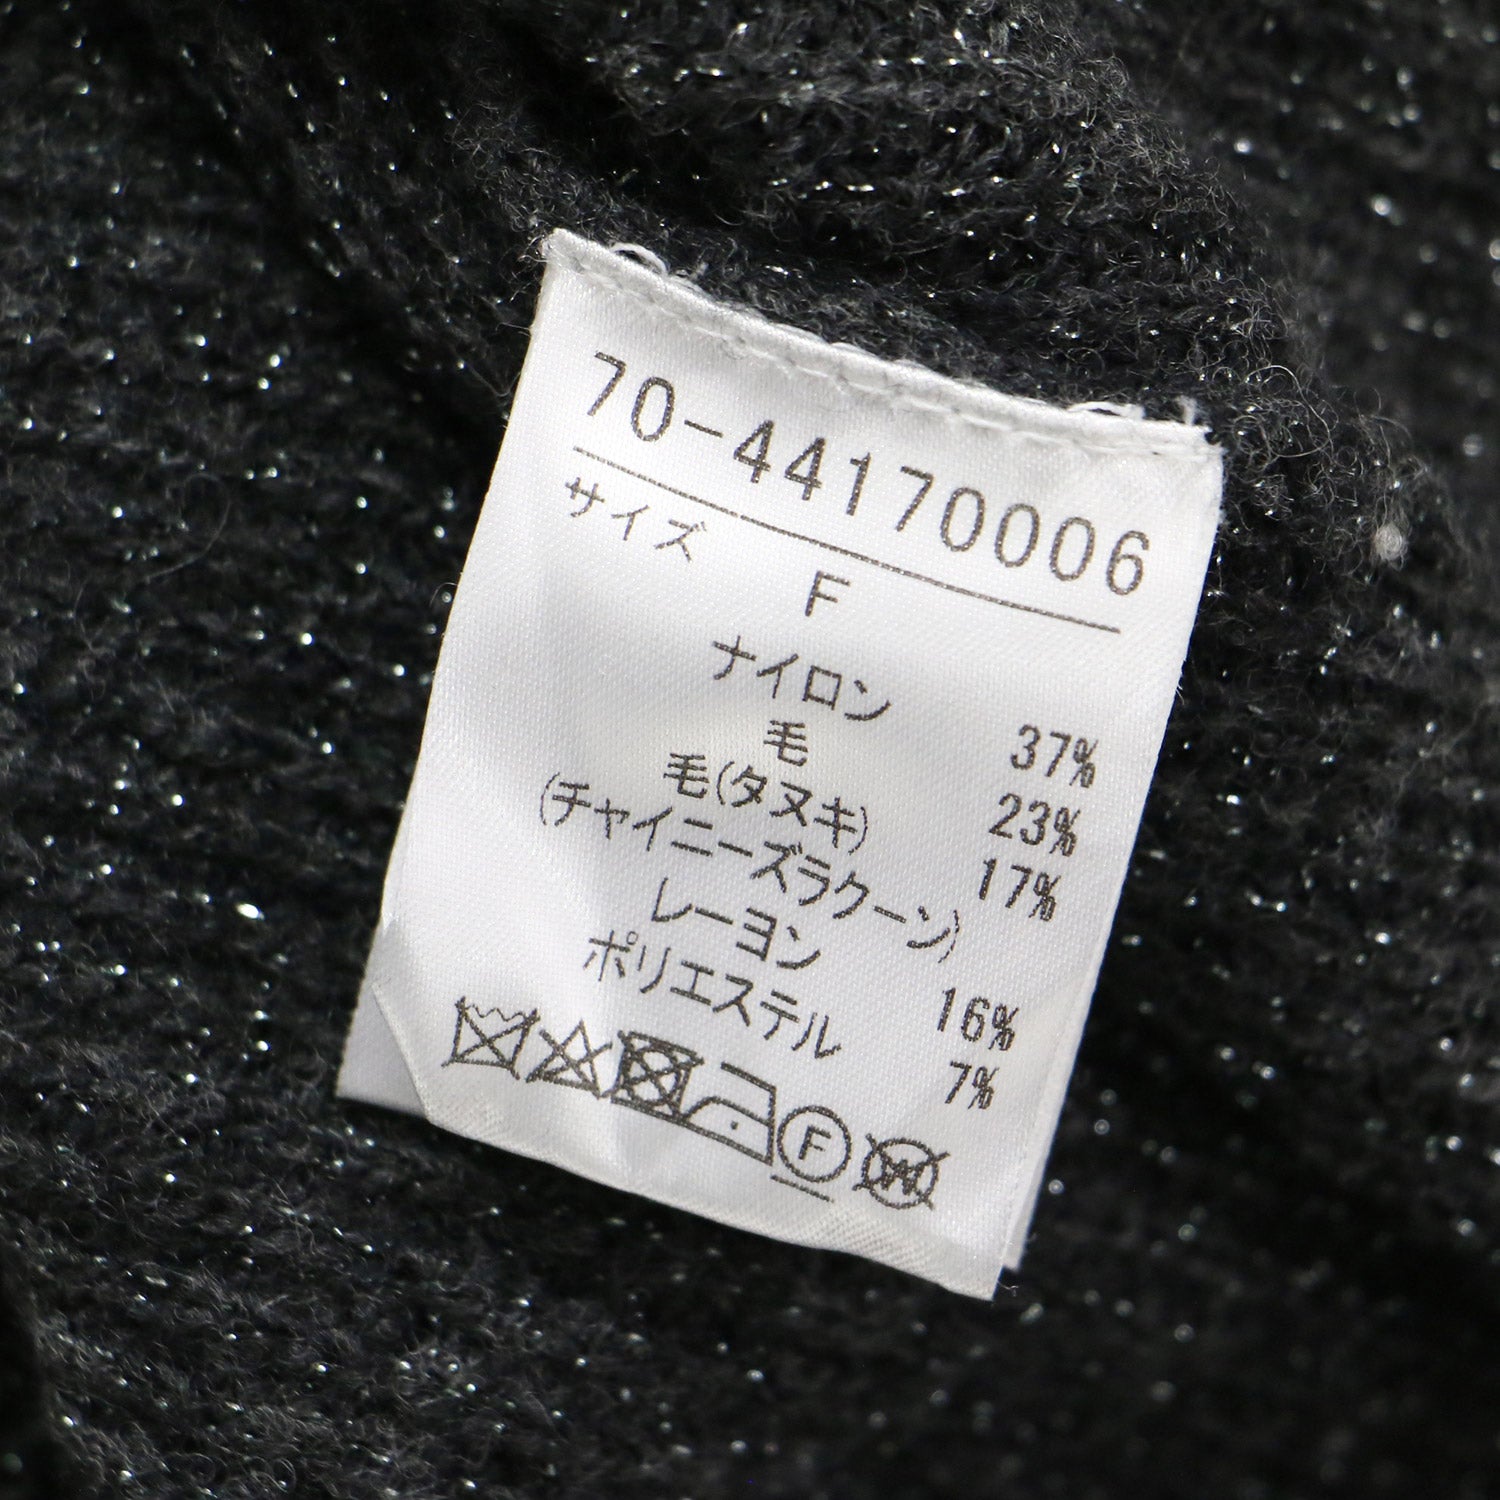 70-44170006
サイズ
F
ナイロン 37%
毛 23%
毛(タヌキ) 17%
(チャイニーズラクーン)
レーヨン 16%
ポリエステル 7%
F W